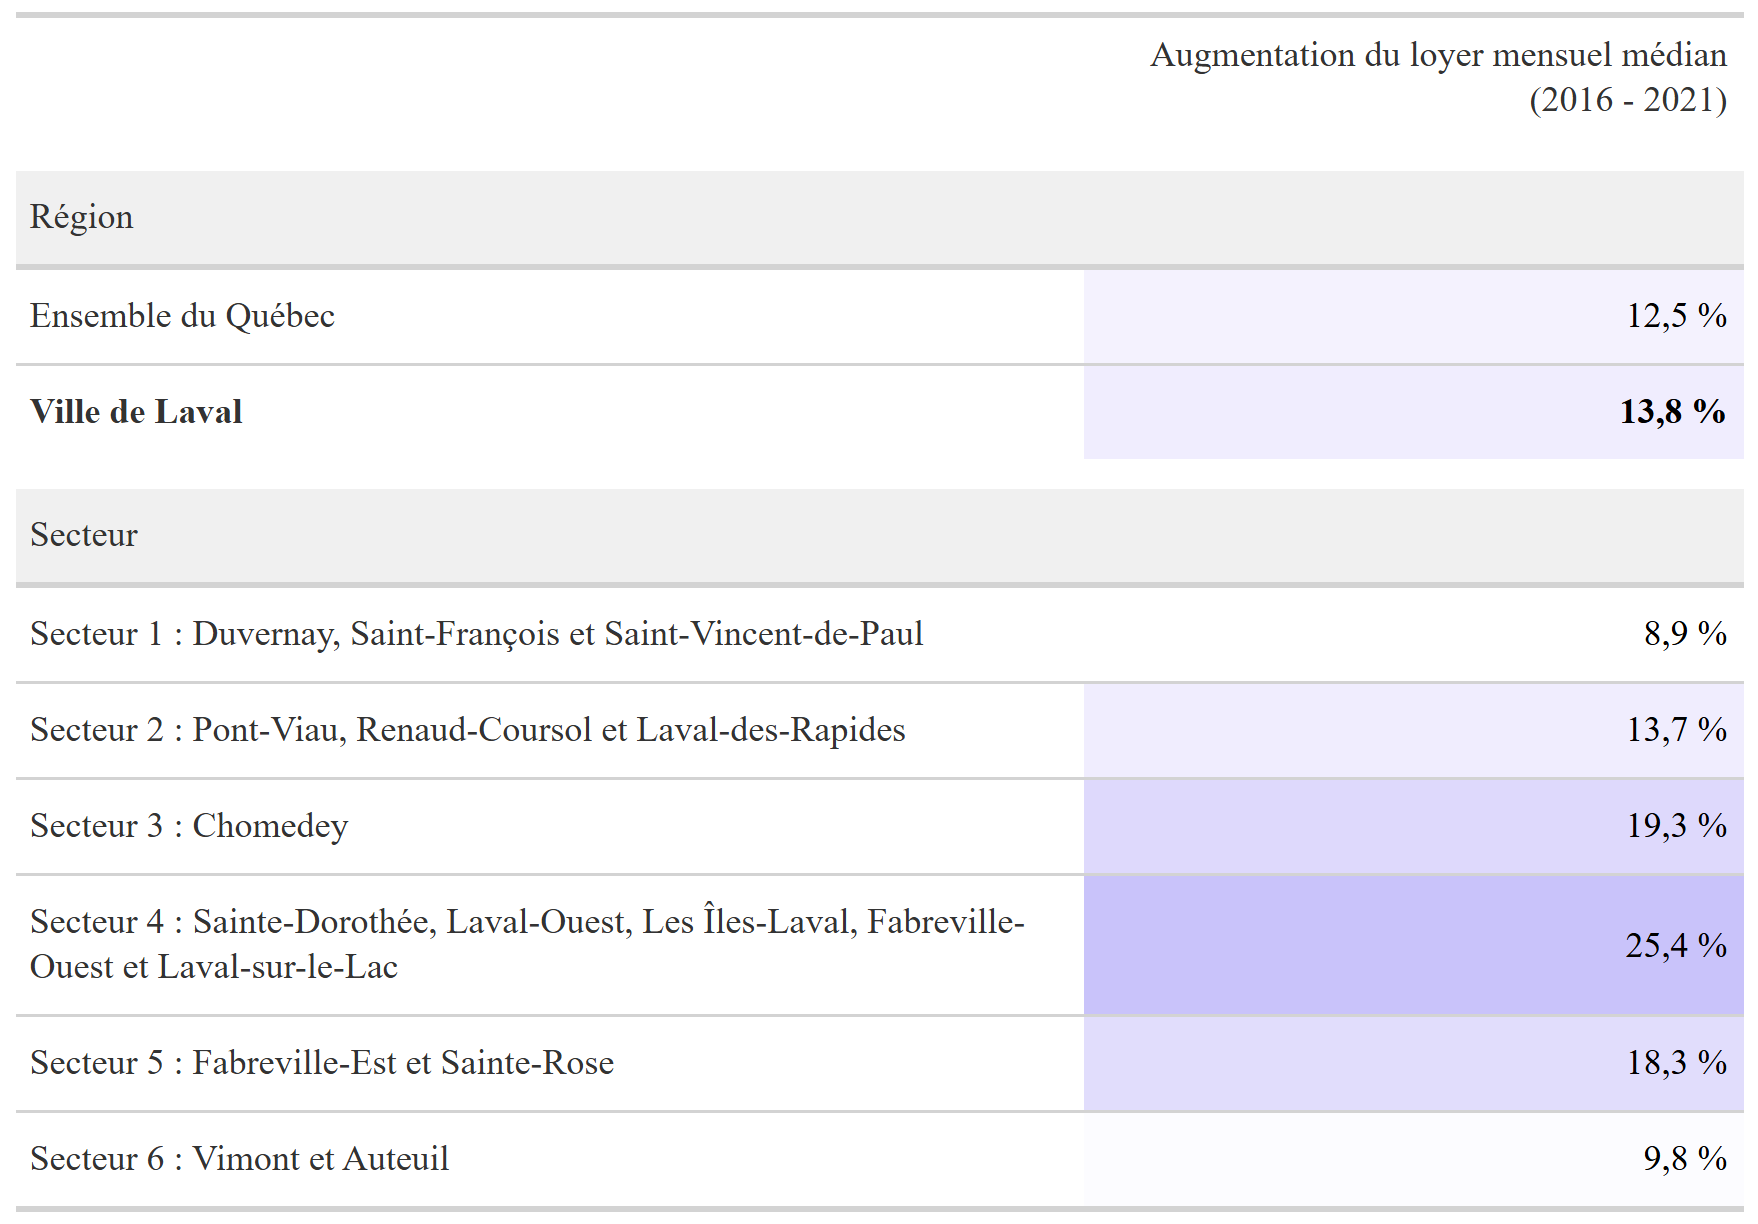 Augmentation du loyer mensuel médian
(2016 - 2021)
Région
Ensemble du Québec 12,5 %
Ville de Laval 13,8 %
Secteur
Secteur 1 : Duvernay, Saint-François et Saint-Vincent-de-Paul 8,9 %
Secteur 2 : Pont-Viau, Renaud-Coursol et Laval-des-Rapides 13,7 %
Secteur 3 : Chomedey 19,3 %
Secteur 4 : Sainte-Dorothée, Laval-Ouest, Les Îles-Laval, Fabreville-
Ouest et Laval-sur-le-Lac 25,4 %
Secteur 5 : Fabreville-Est et Sainte-Rose 18,3 %
Secteur 6 : Vimont et Auteuil 9,8 %